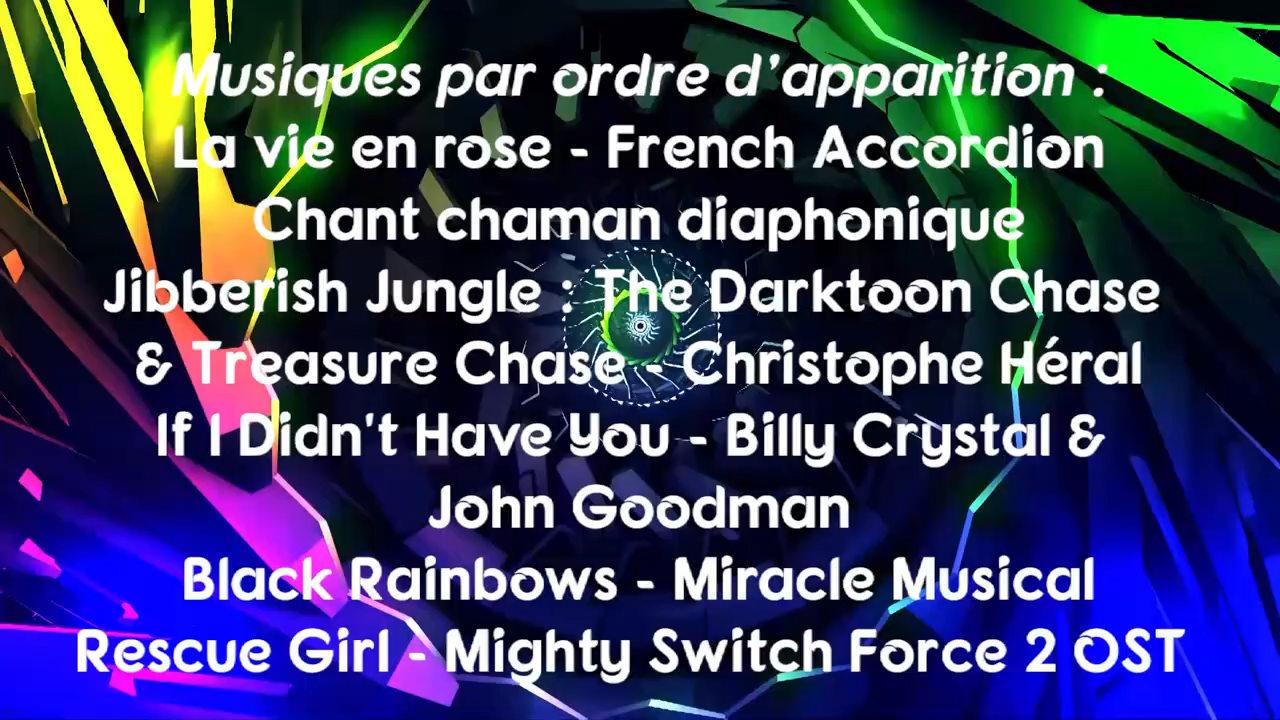 Musiques par ordre d’apparition :
La vie en rose - French Accordion
Chant chaman diaphonique
Jibberish Jungle : The Darktoon Chase
& Treasure Chase - Christophe Héral
If I Didn't Have You - Billy Crystal &
John Goodman
Black Rainbows - Miracle Musical
Rescue Girl - Mighty Switch Force 2 OST